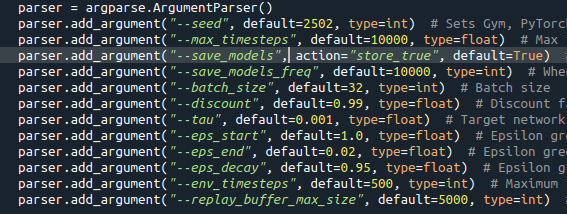 parser = argparse.ArgumentParser()
parser.add_argument("--seed", default=2502, type=int)  # Sets Gym, PyTorc
parser.add_argument("--max_timesteps", default=10000, type=float)  # Max
parser.add_argument("--save_models", action="store_true", default=True)
parser.add_argument("--save_models_freq", default=10000, type=int)  # Whe
parser.add_argument("--batch_size", default=32, type=int)  # Batch size
parser.add_argument("--discount", default=0.99, type=float)  # Discount fa
parser.add_argument("--tau", default=0.001, type=float)  # Target network
parser.add_argument("--eps_start", default=1.0, type=float)  # Epsilon gre
parser.add_argument("--eps_end", default=0.02, type=float)  # Epsilon gree
parser.add_argument("--eps_decay", default=0.95, type=float)  # Epsilon g
parser.add_argument("--env_timesteps", default=500, type=int)  # Maximum
parser.add_argument("--replay_buffer_max_size", default=5000, type=int)  #